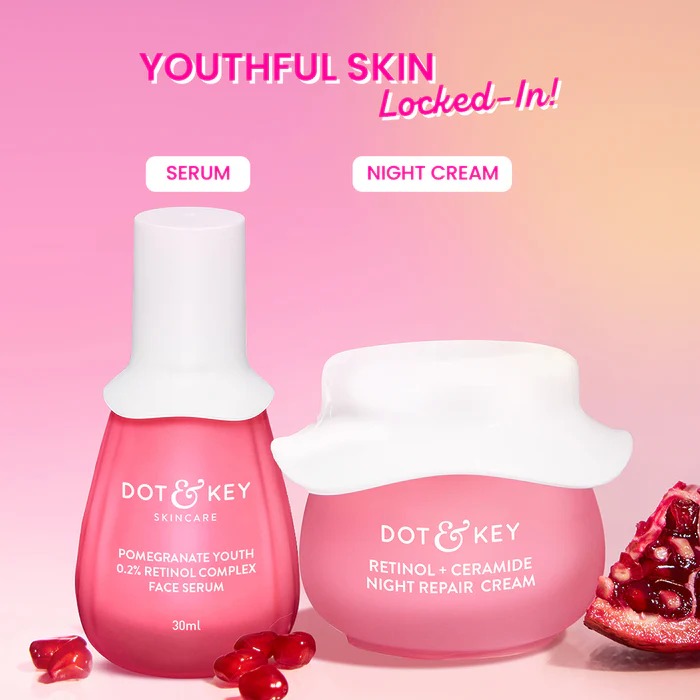 YOUTHFUL SKIN
Locked-In!
SERUM
NIGHT CREAM
DOT & KEY
SKINCARE
POMEGRANATE YOUTH
0.2% RETINOL COMPLEX
FACE SERUM
30ml
DOT & KEY
RETINOL + CERAMIDE
NIGHT REPAIR CREAM